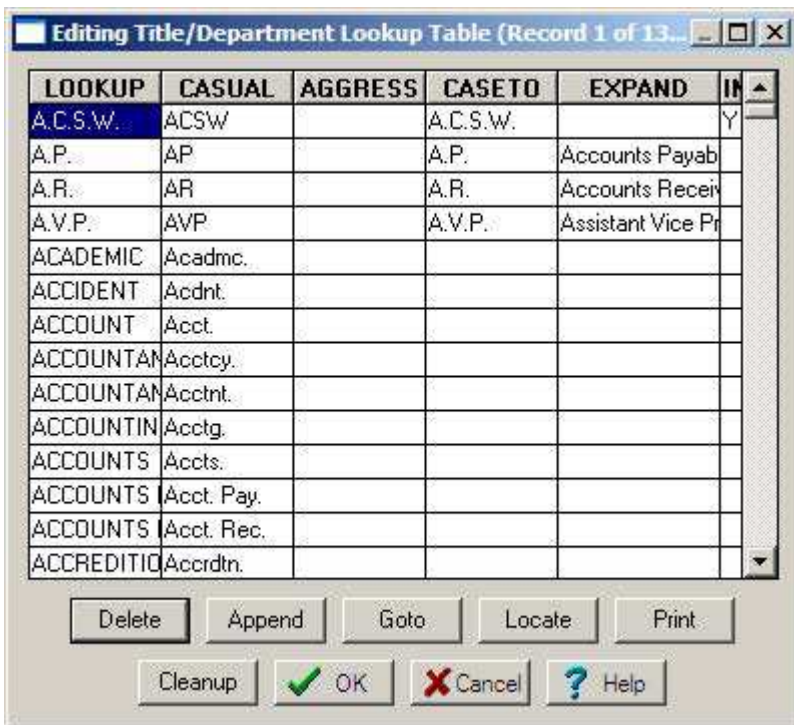 Editing Title/Department Lookup Table (Record 1 of 13...
LOOKUP CASUAL AGGRESS CASETO EXPAND IN
A.C.S.W. ACSW A.C.S.W. Y
A.P. AP A.P. Accounts Payab
A.R. AR A.R. Accounts Receiv
A.V.P. AVP A.V.P. Assistant Vice Pr
ACADEMIC Acadmc.
ACCIDENT Acdnt.
ACCOUNT Acct.
ACCOUNTAN Acctcy.
ACCOUNTAN Acctnt.
ACCOUNTIN Acctg.
ACCOUNTS Accts.
ACCOUNTS Acct. Pay.
ACCOUNTS Acct. Rec.
ACCREDITIO Accrdtn.
Delete Append Goto Locate Print
Cleanup OK Cancel Help